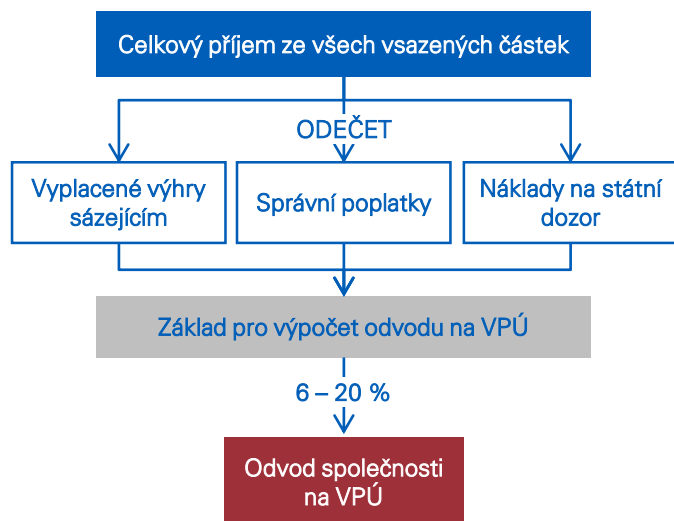 Celkový příjem ze všech vsazených částek
ODEČET
Vyplacené výhry
sázejícím
Správní poplatky
Náklady na státní
dozor
Základ pro výpočet odvodu na VPÚ
6 – 20 %
Odvod společnosti
na VPÚ